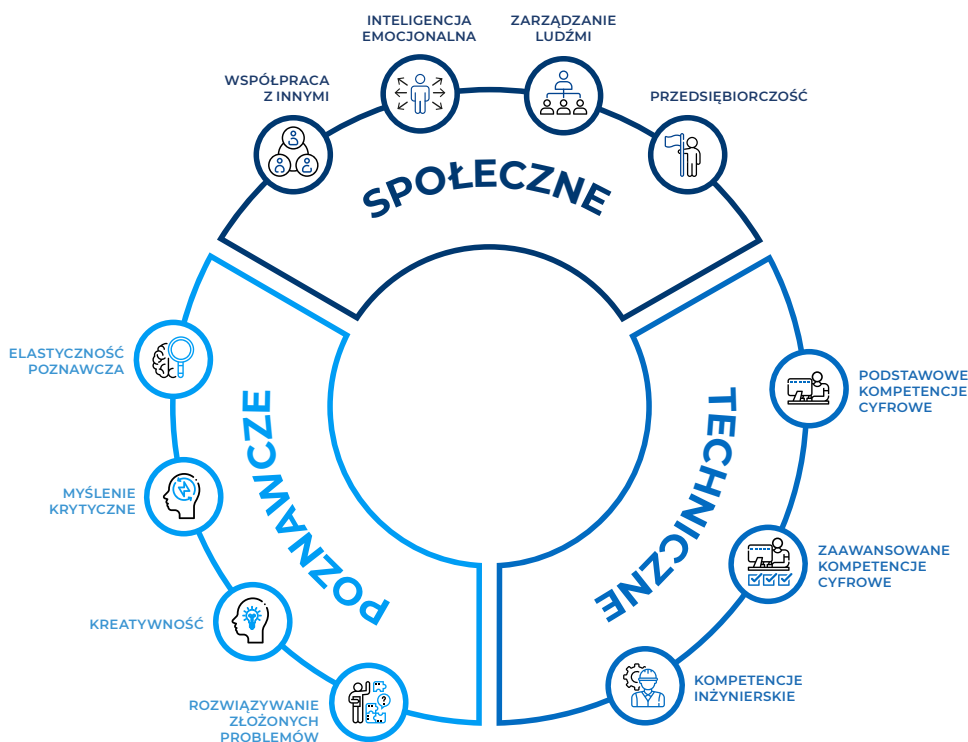 INTELIGENCJA
EMOCJONALNA
ZARZĄDZANIE
LUDŹMI
WSPÓŁPRACA
Z INNYMI
PRZEDSIĘBIORCZOŚĆ
SPOŁECZNE
ELASTYCZNOŚĆ
POZNAWCZA
MYŚLENIE
KRYTYCZNE
KREATYWNOŚĆ
ROZWIĄZYWANIE
ZŁOŻONYCH
PROBLEMÓW
POZNAWCZE
TECHNICZNE
PODSTAWOWE
KOMPETENCJE
CYFROWE
ZAAWANSOWANE
KOMPETENCJE
CYFROWE
KOMPETENCJE
INŻYNIERSKIE
?